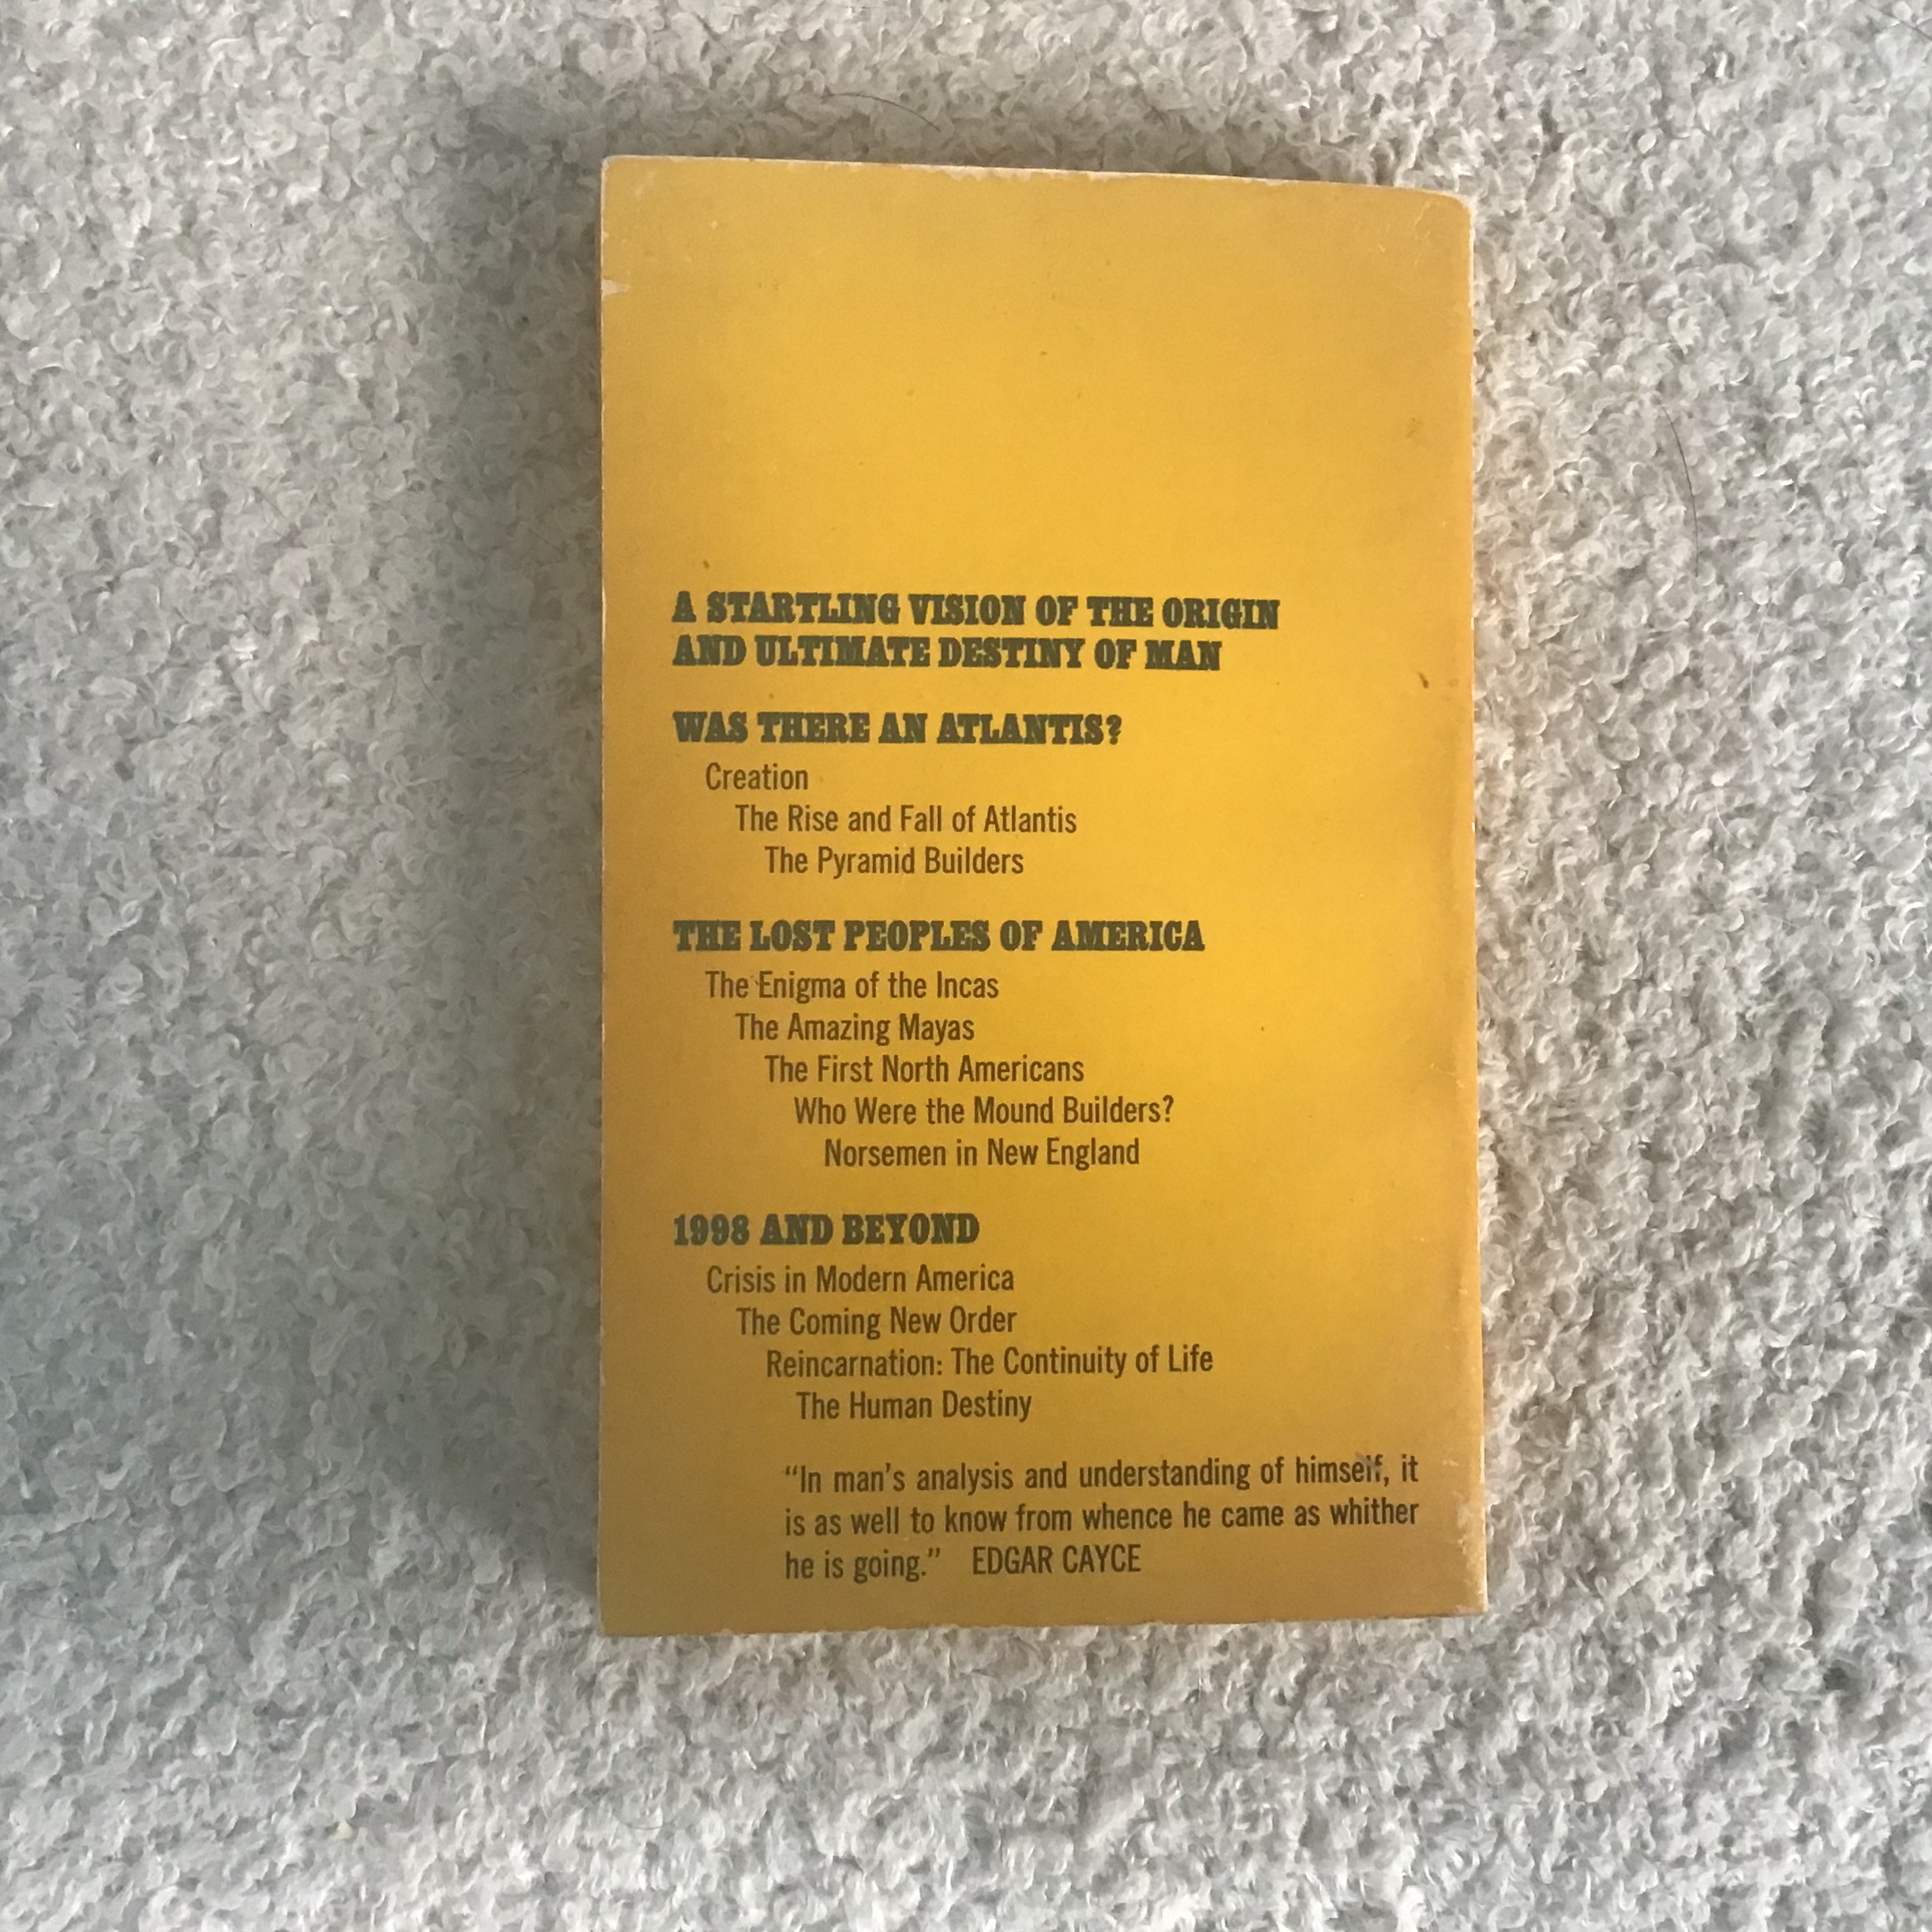 A STARTLING VISION OF THE ORIGIN
AND ULTIMATE DESTINY OF MAN
WAS THERE AN ATLANTIS?
Creation
The Rise and Fall of Atlantis
The Pyramid Builders
THE LOST PEOPLES OF AMERICA
The Enigma of the Incas
The Amazing Mayas
The First North Americans
Who Were the Mound Builders?
Norsemen in New England
1998 AND BEYOND
Crisis in Modern America
The Coming New Order
Reincarnation: The Continuity of Life
The Human Destiny
“In man’s analysis and understanding of himself, it
is as well to know from whence he came as whither
he is going.” EDGAR CAYCE